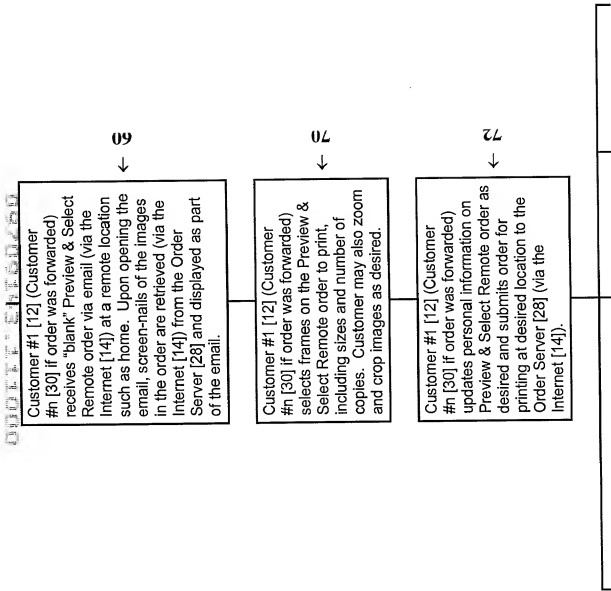 Customer #1 [12] (Customer
#n [30] if order was forwarded)
receives "blank" Preview & Select
Remote order via email (via the
Internet [14]) at a remote location
such as home. Upon opening the
email, screen-nails of the images
in the order are retrieved (via the
Internet [14]) from the Order
Server [28] and displayed as part
of the email.
60
Customer #1 [12] (Customer
#n [30] if order was forwarded)
selects frames on the Preview &
Select Remote order to print,
including sizes and number of
copies. Customer may also zoom
and crop images as desired.
70
Customer #1 [12] (Customer
#n [30] if order was forwarded)
updates personal information on
Preview & Select Remote order as
desired and submits order for
printing at desired location to the
Order Server [28] (via the
Internet [14]).
72